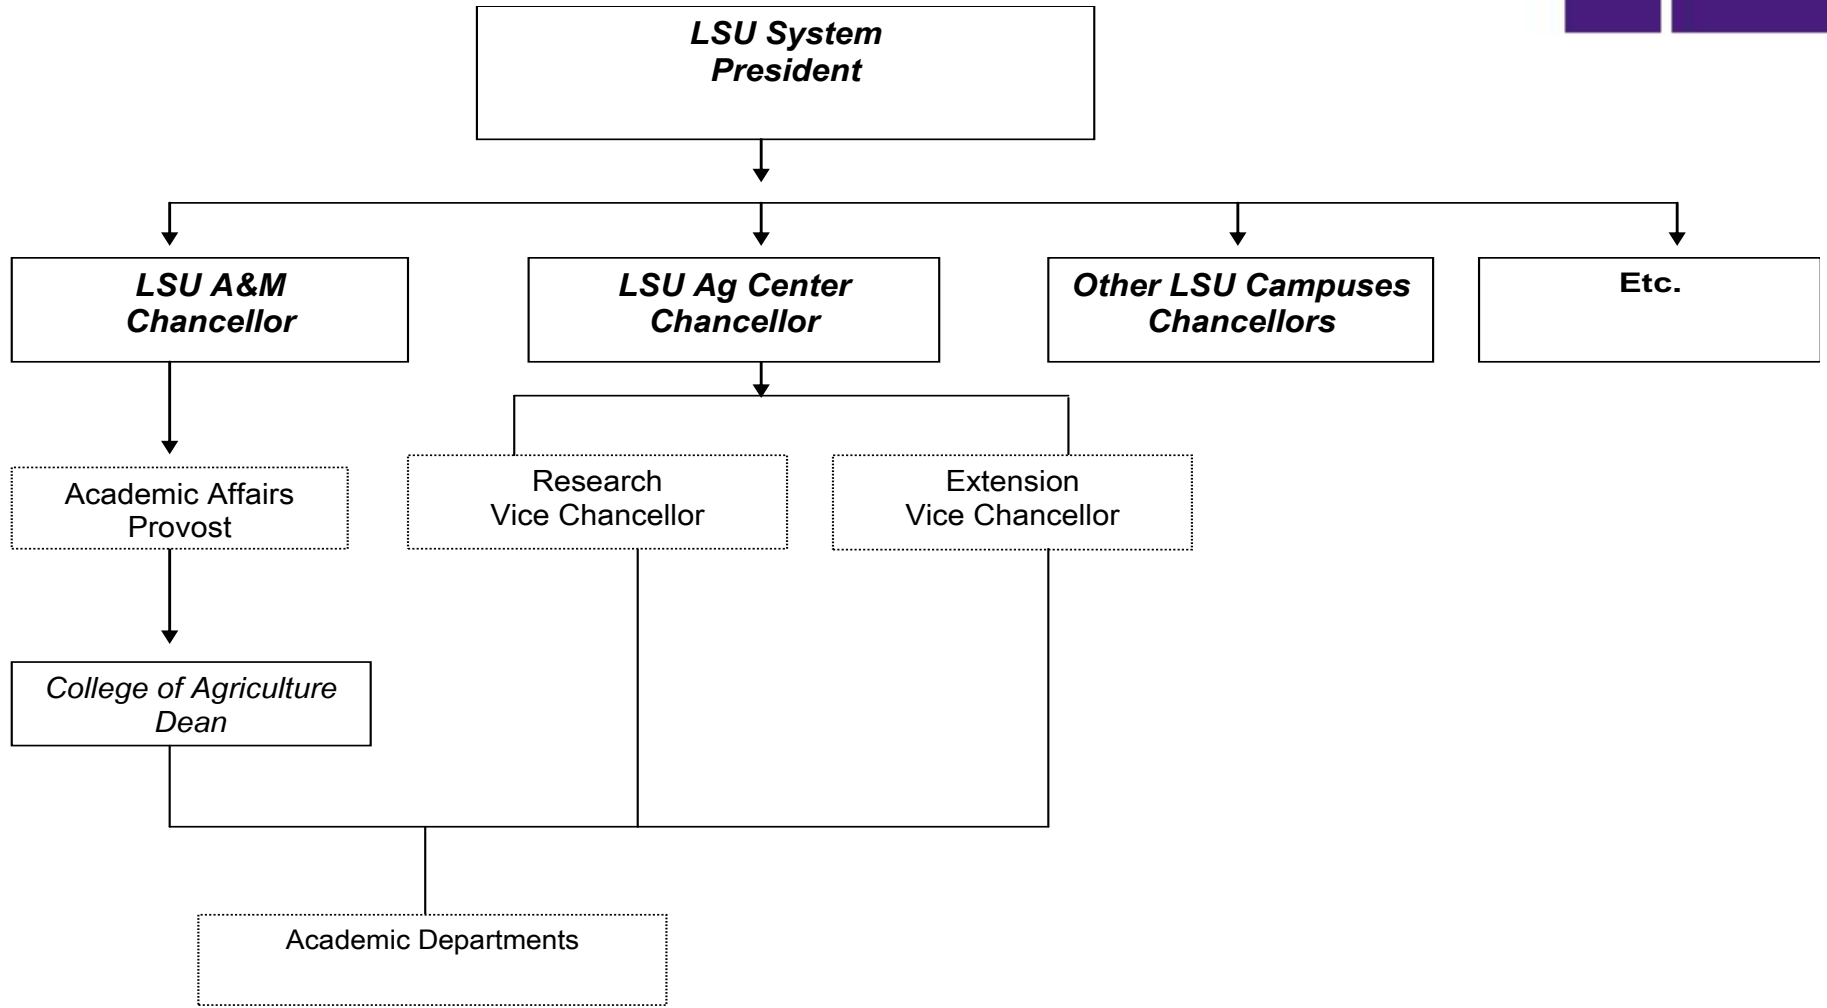 LSU System
President
LSU A&M
Chancellor
LSU Ag Center
Chancellor
Other LSU Campuses
Chancellors
Etc.
Academic Affairs
Provost
Research
Vice Chancellor
Extension
Vice Chancellor
College of Agriculture
Dean
Academic Departments